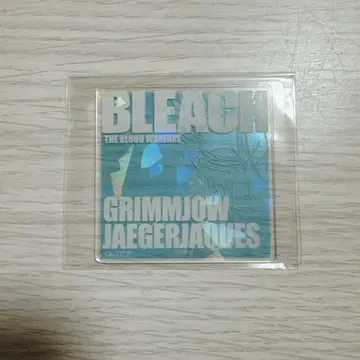 BLEACH
THE BLOOD WARFARE
GRIMMJOW
JAEGERJAQUES